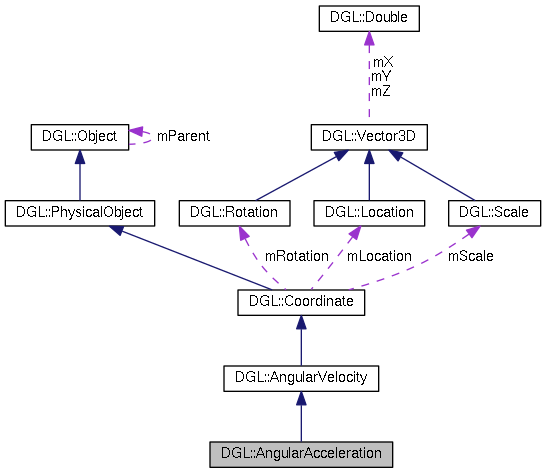 DGL::Double
mX
mY
mZ
DGL::Object
mParent
DGL::Vector3D
DGL::PhysicalObject
DGL::Rotation
DGL::Location
DGL::Scale
mRotation
mLocation
mScale
DGL::Coordinate
DGL::AngularVelocity
DGL::AngularAcceleration